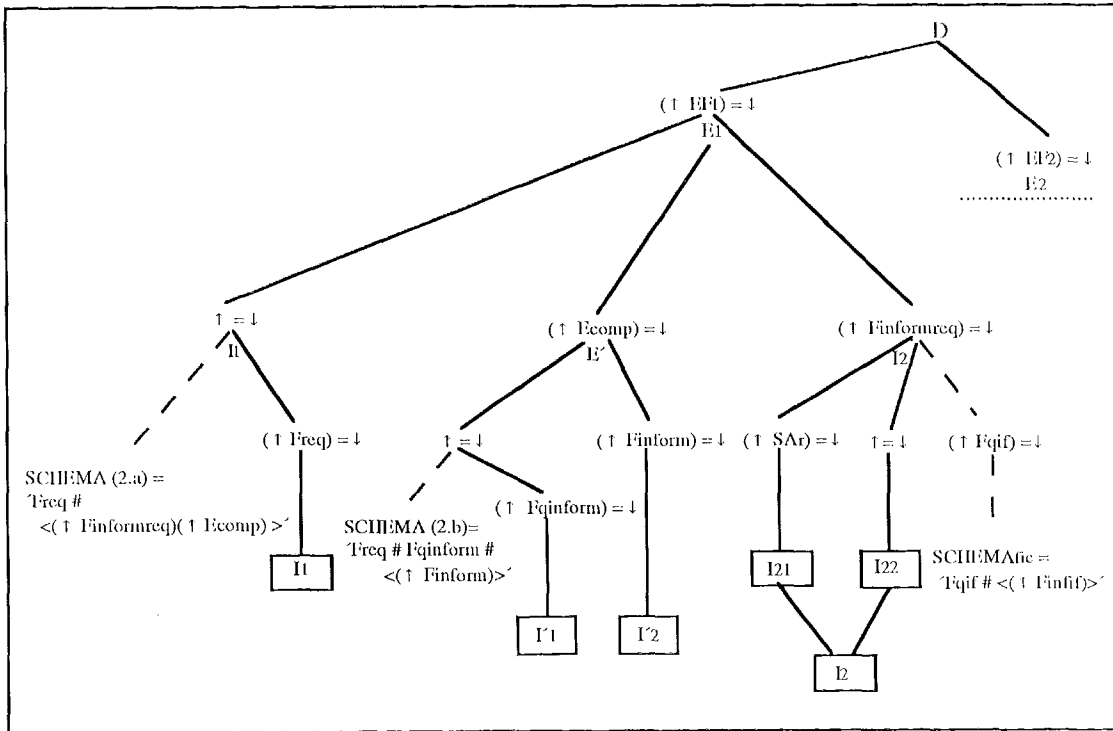 D
(↑ EF1) = ↓
E1
(↑ EF2) = ↓
E2
↑ = ↓
I1
(↑ Ecomp) = ↓
E´
(↑ Finformreq) = ↓
I2
(↑ Freq) = ↓
↑ = ↓
(↑ Finform) = ↓
(↑ SAr) = ↓
↑ = ↓
(↑ Fqif) = ↓
SCHEMA (2.a) =
´Freq #
<(↑ Finformreq)(↑ Ecomp) >´
(↑ Fqinform) = ↓
SCHEMA (2.b)=
´Freq # Fqinform #
<(↑ Finform)>´
SCHEMAfic =
´Fqif # <(↑ Finfif)>´
I1
I21
I22
I´1
I´2
I2